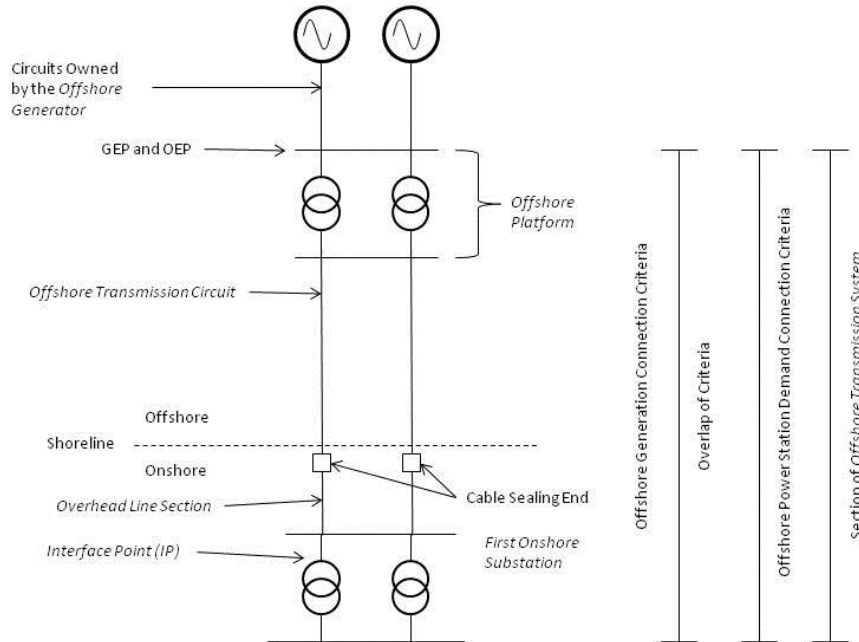 Circuits Owned
by the Offshore
Generator
GEP and OEP
Offshore
Platform
Offshore Transmission Circuit
Offshore
Shoreline
Onshore
Cable Sealing End
Overhead Line Section
Interface Point (IP)
First Onshore
Substation
Offshore Generation Connection Criteria
Overlap of Criteria
Offshore Power Station Demand Connection Criteria
Section of Offshore Transmission System